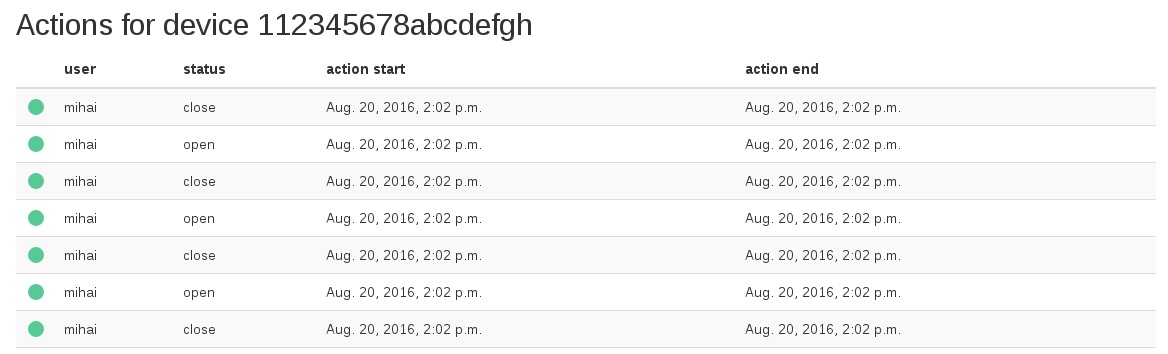 Actions for device 112345678abcdefgh
user status action start action end
mihai close Aug. 20, 2016, 2:02 p.m. Aug. 20, 2016, 2:02 p.m.
mihai open Aug. 20, 2016, 2:02 p.m. Aug. 20, 2016, 2:02 p.m.
mihai close Aug. 20, 2016, 2:02 p.m. Aug. 20, 2016, 2:02 p.m.
mihai open Aug. 20, 2016, 2:02 p.m. Aug. 20, 2016, 2:02 p.m.
mihai close Aug. 20, 2016, 2:02 p.m. Aug. 20, 2016, 2:02 p.m.
mihai open Aug. 20, 2016, 2:02 p.m. Aug. 20, 2016, 2:02 p.m.
mihai close Aug. 20, 2016, 2:02 p.m. Aug. 20, 2016, 2:02 p.m.